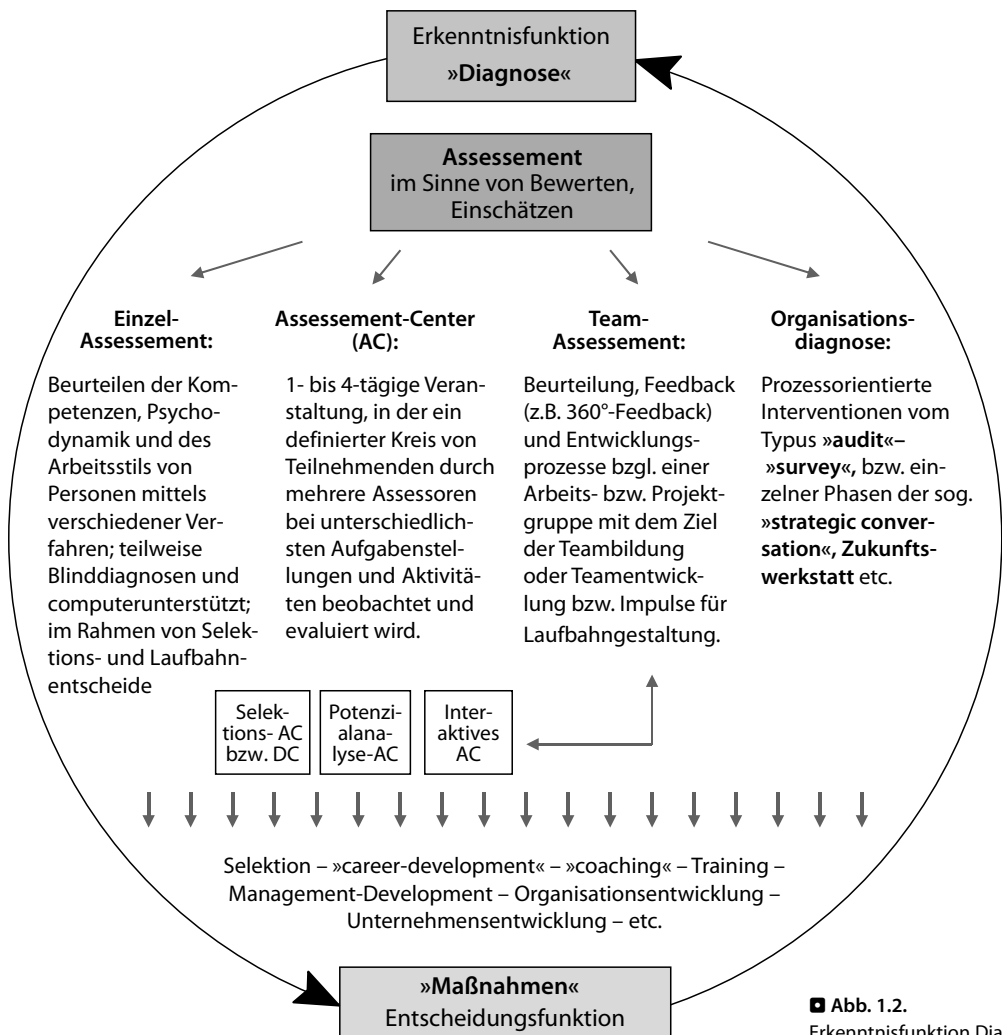 Erkenntnisfunktion
»Diagnose«
Assessement
im Sinne von Bewerten,
Einschätzen
Einzel-
Assessement:
Beurteilen der Kom-
petenzen, Psycho-
dynamik und des
Arbeitsstils von
Personen mittels
verschiedener Ver-
fahren; teilweise
Blinddiagnosen und
computerunterstützt;
im Rahmen von Selek-
tions- und Laufbahn-
entscheide
Assessement-Center
(AC):
1- bis 4-tägige Veran-
staltung, in der ein
definierter Kreis von
Teilnehmenden durch
mehrere Assessoren
bei unterschiedlich-
sten Aufgabenstel-
lungen und Aktivitä-
ten beobachtet und
evaluiert wird.
Team-
Assessement:
Beurteilung, Feedback
(z.B. 360°-Feedback)
und Entwicklungs-
prozesse bzgl. einer
Arbeits- bzw. Projekt-
gruppe mit dem Ziel
der Teambildung
oder Teamentwick-
lung bzw. Impulse für
Laufbahngestaltung.
Organisations-
diagnose:
Prozessorientierte
Interventionen vom
Typus »audit«–
»survey«, bzw. ein-
zelner Phasen der sog.
»strategic conver-
sation«, Zukunfts-
werkstatt etc.
Selek-
tions- AC
bzw. DC
Potenzi-
alana-
lyse-AC
Inter-
aktives
AC
Selektion – »career-development« – »coaching« – Training –
Management-Development – Organisationsentwicklung –
Unternehmensentwicklung – etc.
»Maßnahmen«
Entscheidungsfunktion
Abb. 1.2.
Erkenntnisfunktion Dia